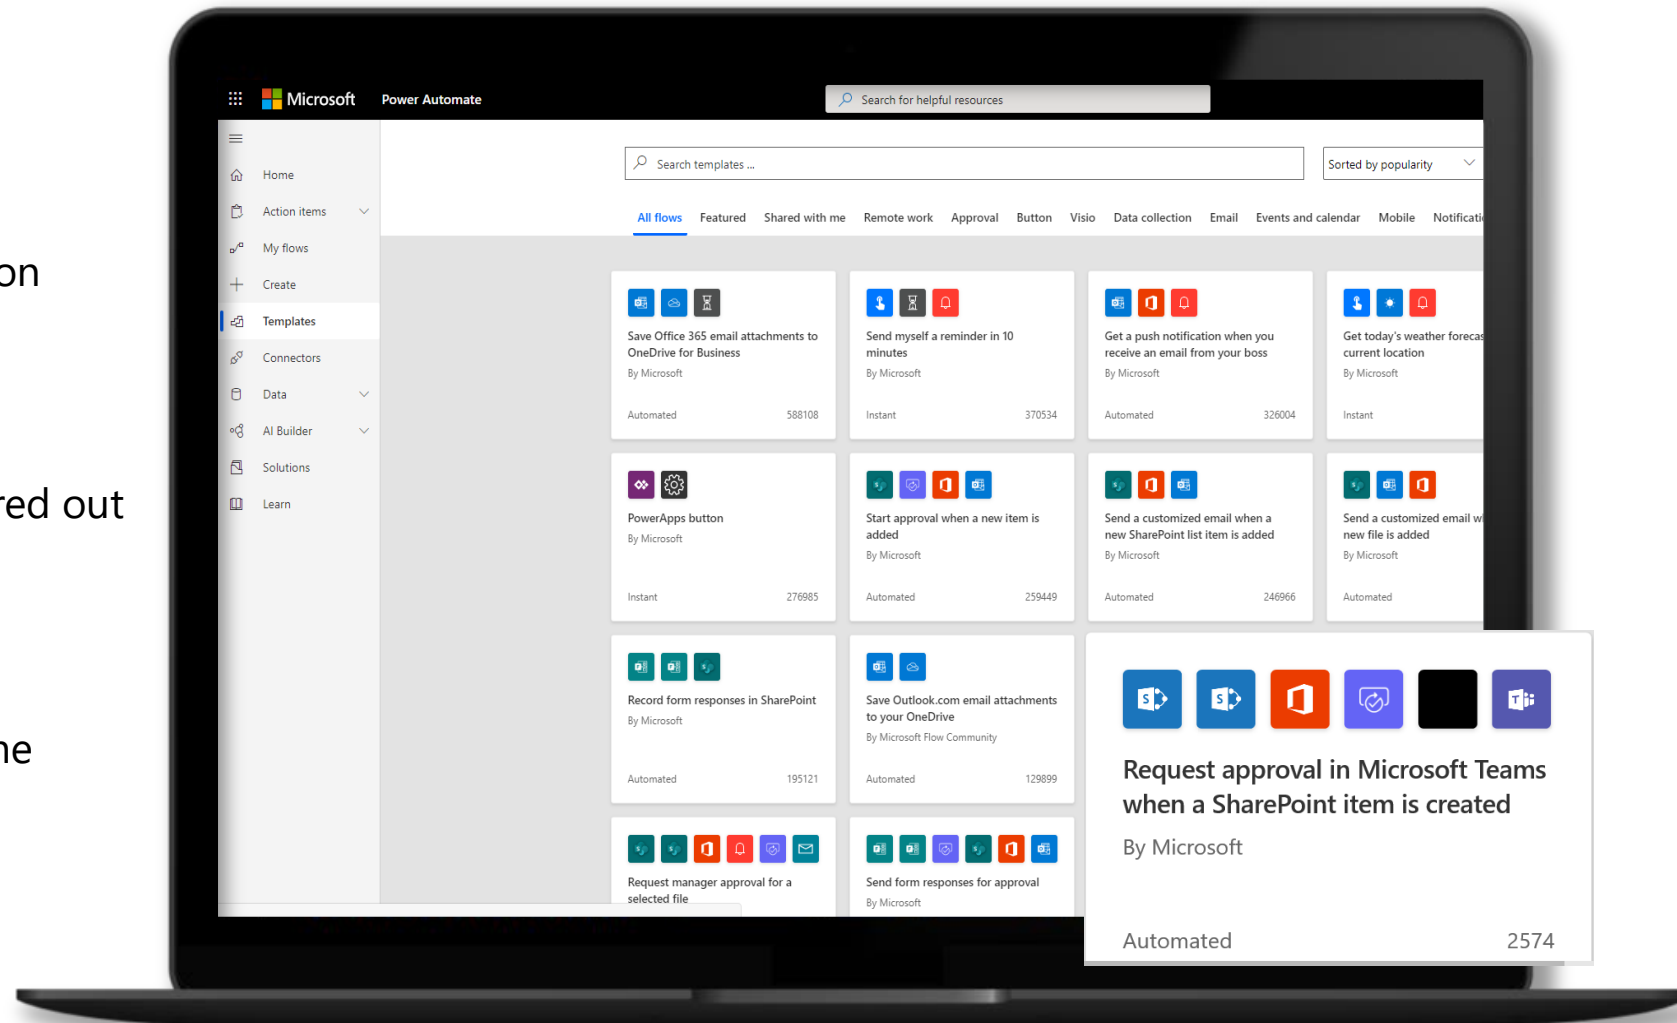 on
red out
ne
Microsoft
Power Automate
Search for helpful resources
Home
Action items
My flows
Create
Templates
Connectors
Data
AI Builder
Solutions
Learn
Search templates ...
Sorted by popularity
All flows Featured Shared with me Remote work Approval Button Visio Data collection Email Events and calendar Mobile Notificati
Save Office 365 email attachments to
OneDrive for Business
By Microsoft
Automated 588108
Send myself a reminder in 10
minutes
By Microsoft
Instant 370534
Get a push notification when you
receive an email from your boss
By Microsoft
Automated 326004
Get today's weather forecas
current location
By Microsoft
Instant
PowerApps button
By Microsoft
Instant 276985
Start approval when a new item is
added
By Microsoft
Automated 259449
Send a customized email when a
new SharePoint list item is added
By Microsoft
Automated 246966
Send a customized email w
new file is added
By Microsoft
Automated
Record form responses in SharePoint
By Microsoft
Automated 195121
Save Outlook.com email attachments
to your OneDrive
By Microsoft Flow Community
Automated 129899
Request approval in Microsoft Teams
when a SharePoint item is created
By Microsoft
Automated 2574
Request manager approval for a
selected file
Send form responses for approval
By Microsoft